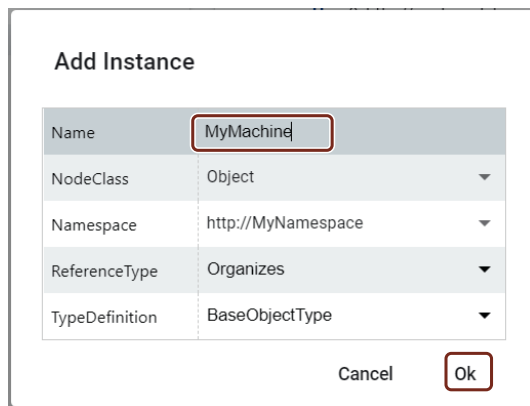 Add Instance
Name MyMachine
NodeClass Object
Namespace http://MyNamespace
ReferenceType Organizes
TypeDefinition BaseObjectType
Cancel Ok